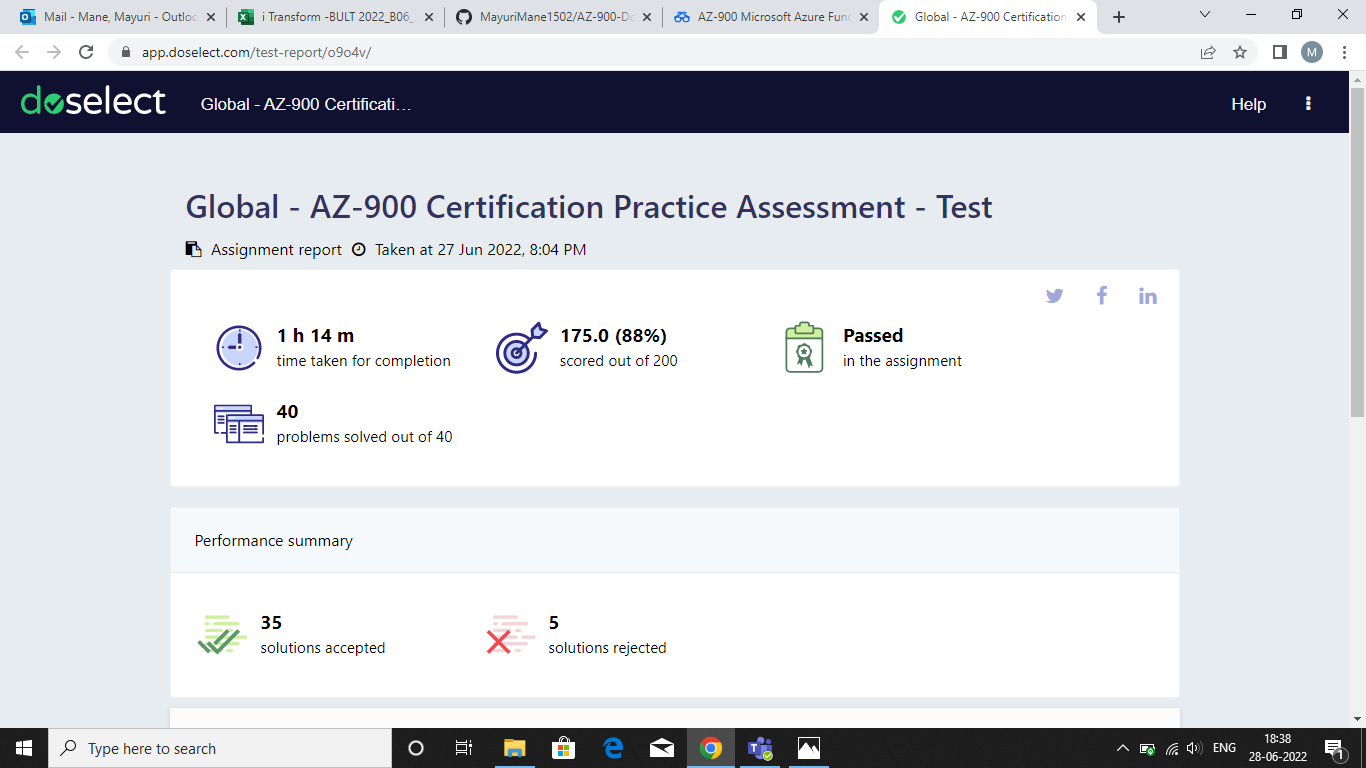 Mail - Mane, Mayuri - Outloo
i Transform -BULT 2022_B06_
MayuriMane1502/AZ-900-Do
AZ-900 Microsoft Azure Fun
Global - AZ-900 Certification
app.doselect.com/test-report/o9o4v/
M
doselect
Global - AZ-900 Certificati…
Help
Global - AZ-900 Certification Practice Assessment - Test
Assignment report Taken at 27 Jun 2022, 8:04 PM
1 h 14 m
time taken for completion
175.0 (88%)
scored out of 200
Passed
in the assignment
40
problems solved out of 40
Performance summary
35
solutions accepted
5
solutions rejected
Type here to search
ENG
18:38
28-06-2022
1